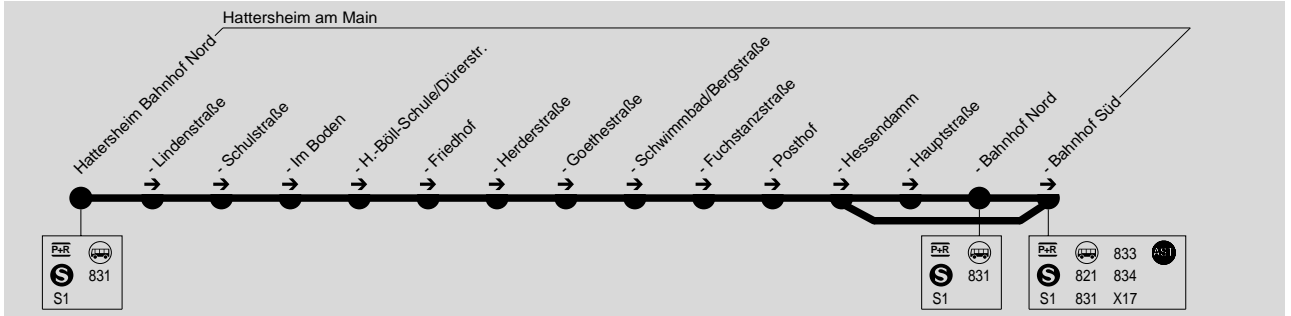 Hattersheim am Main
Hattersheim Bahnhof Nord
- Lindenstraße
- Schulstraße
- Im Boden
- H.-Böll-Schule/Dürerstr.
- Friedhof
- Herderstraße
- Goethestraße
- Schwimmbad/Bergstraße
- Fuchstanzstraße
- Posthof
- Hessendamm
- Hauptstraße
- Bahnhof Nord
- Bahnhof Süd
P+R
S 831
S1
P+R
S 831
S1
P+R 833 AST
S 821 834
S1 831 X17